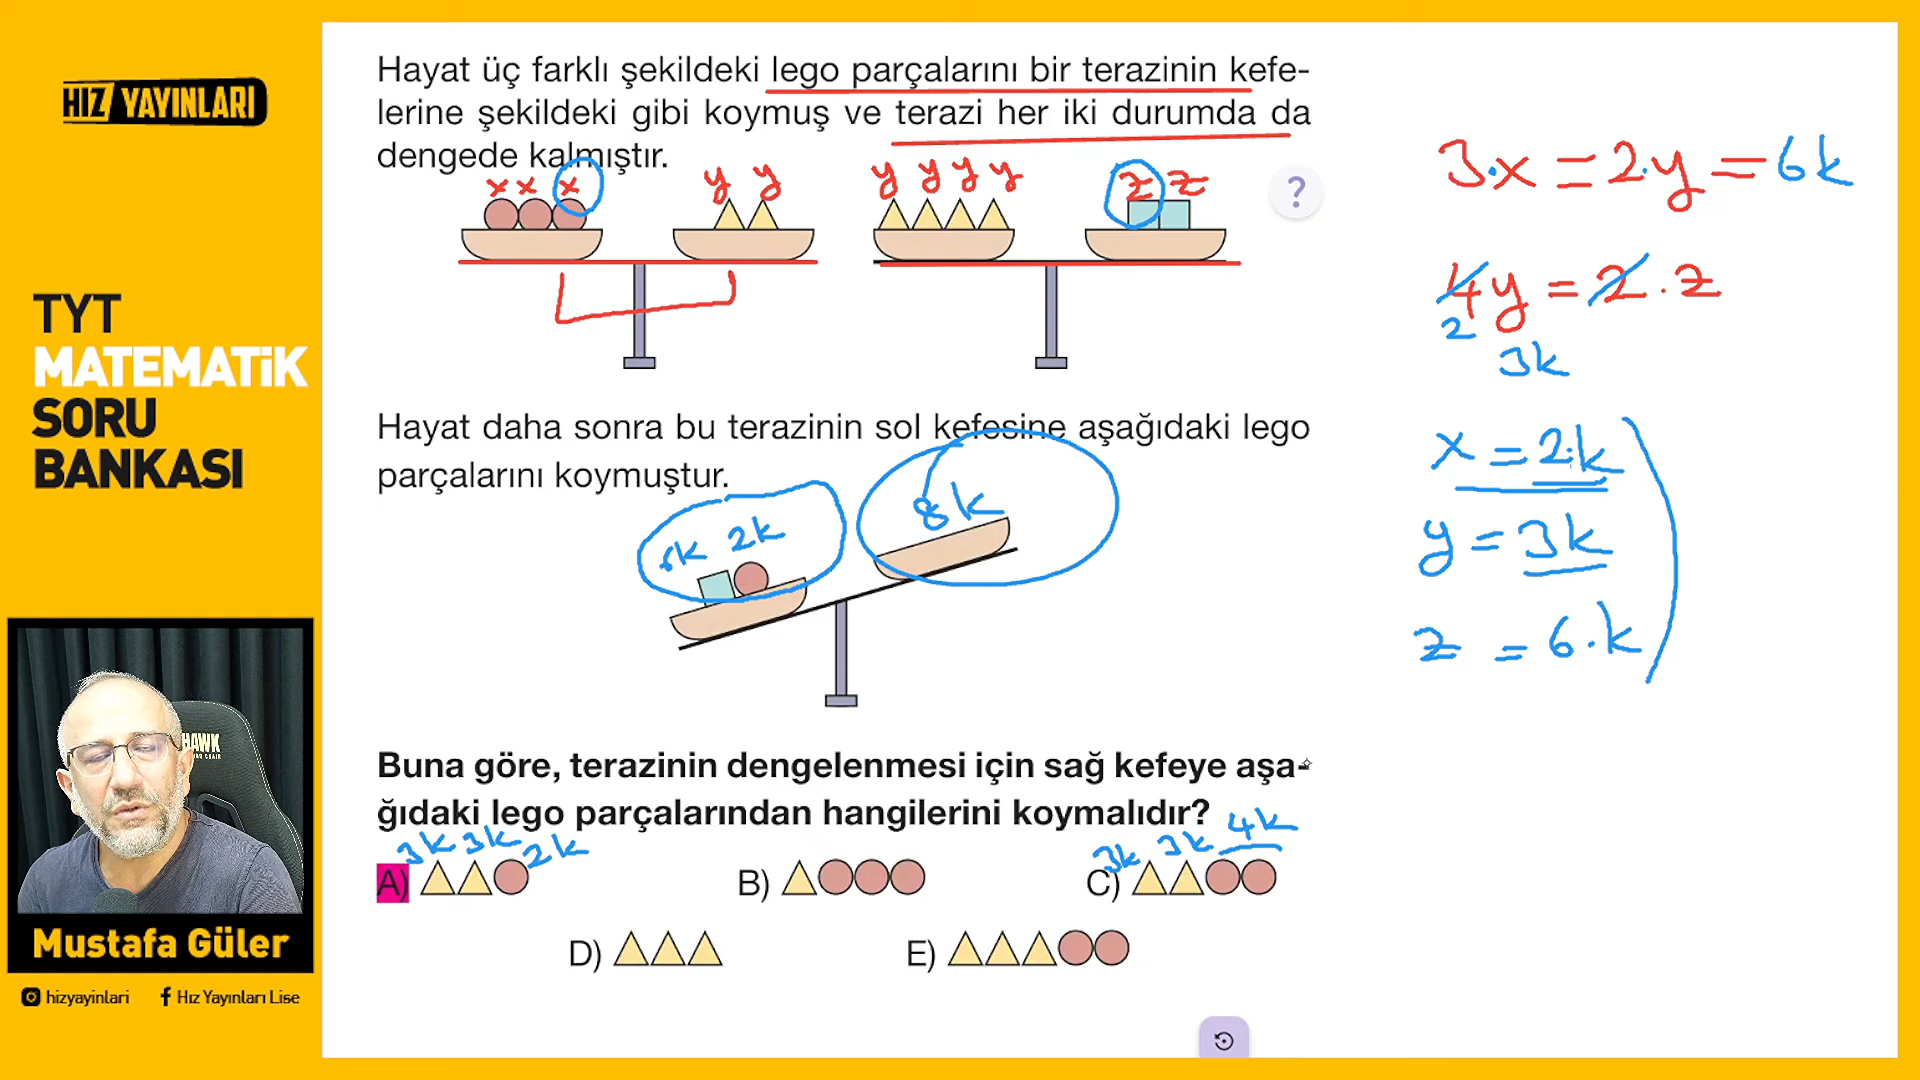 HIZ YAYINLARI
TYT
MATEMATİK
SORU
BANKASI
HAWK
Mustafa Güler
hizyayinlari
Hız Yayınları Lise
Hayat üç farklı şekildeki lego parçalarını bir terazinin kefe-
lerine şekildeki gibi koymuş ve terazi her iki durumda da
dengede kalmıştır.
x x x
y y
y y y y
z z
?
Hayat daha sonra bu terazinin sol kefesine aşağıdaki lego
parçalarını koymuştur.
2k
8k
Buna göre, terazinin dengelenmesi için sağ kefeye aşa-
ğıdaki lego parçalarından hangilerini koymalıdır?
3k 3k 2k
3k 3k 4k
A)
B)
C)
D)
E)
3.x = 2.y = 6k
4y = 2.z
2
3k
x = 2.k
y = 3k
z = 6.k